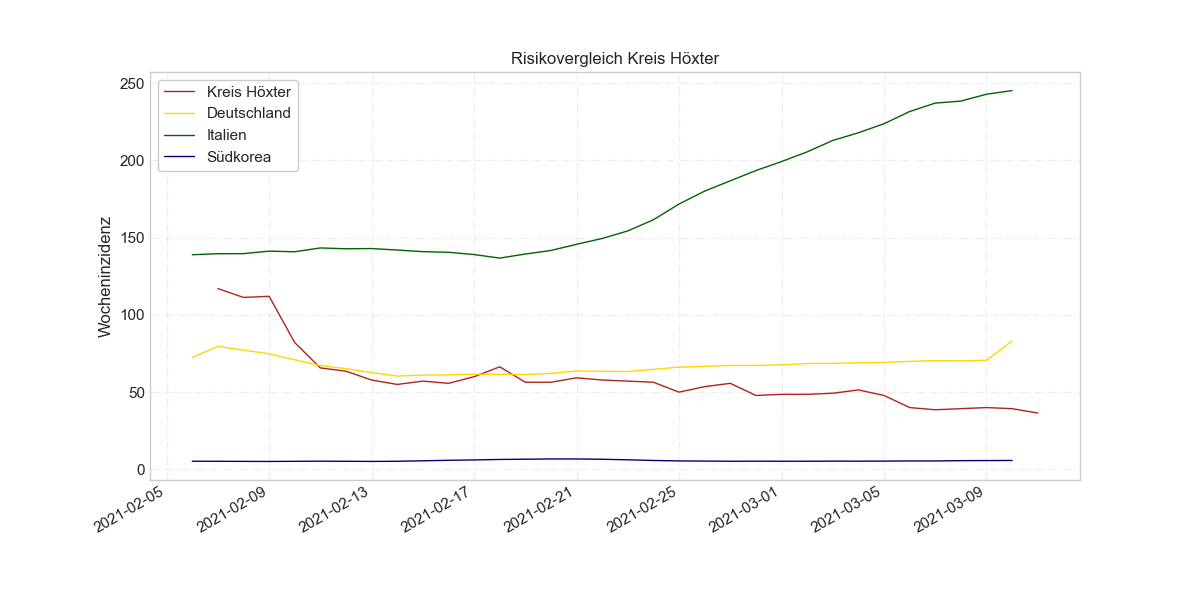 Risikovergleich Kreis Höxter
Kreis Höxter
Deutschland
Italien
Südkorea
Wocheninzidenz
250
200
150
100
50
0
2021-02-05
2021-02-09
2021-02-13
2021-02-17
2021-02-21
2021-02-25
2021-03-01
2021-03-05
2021-03-09